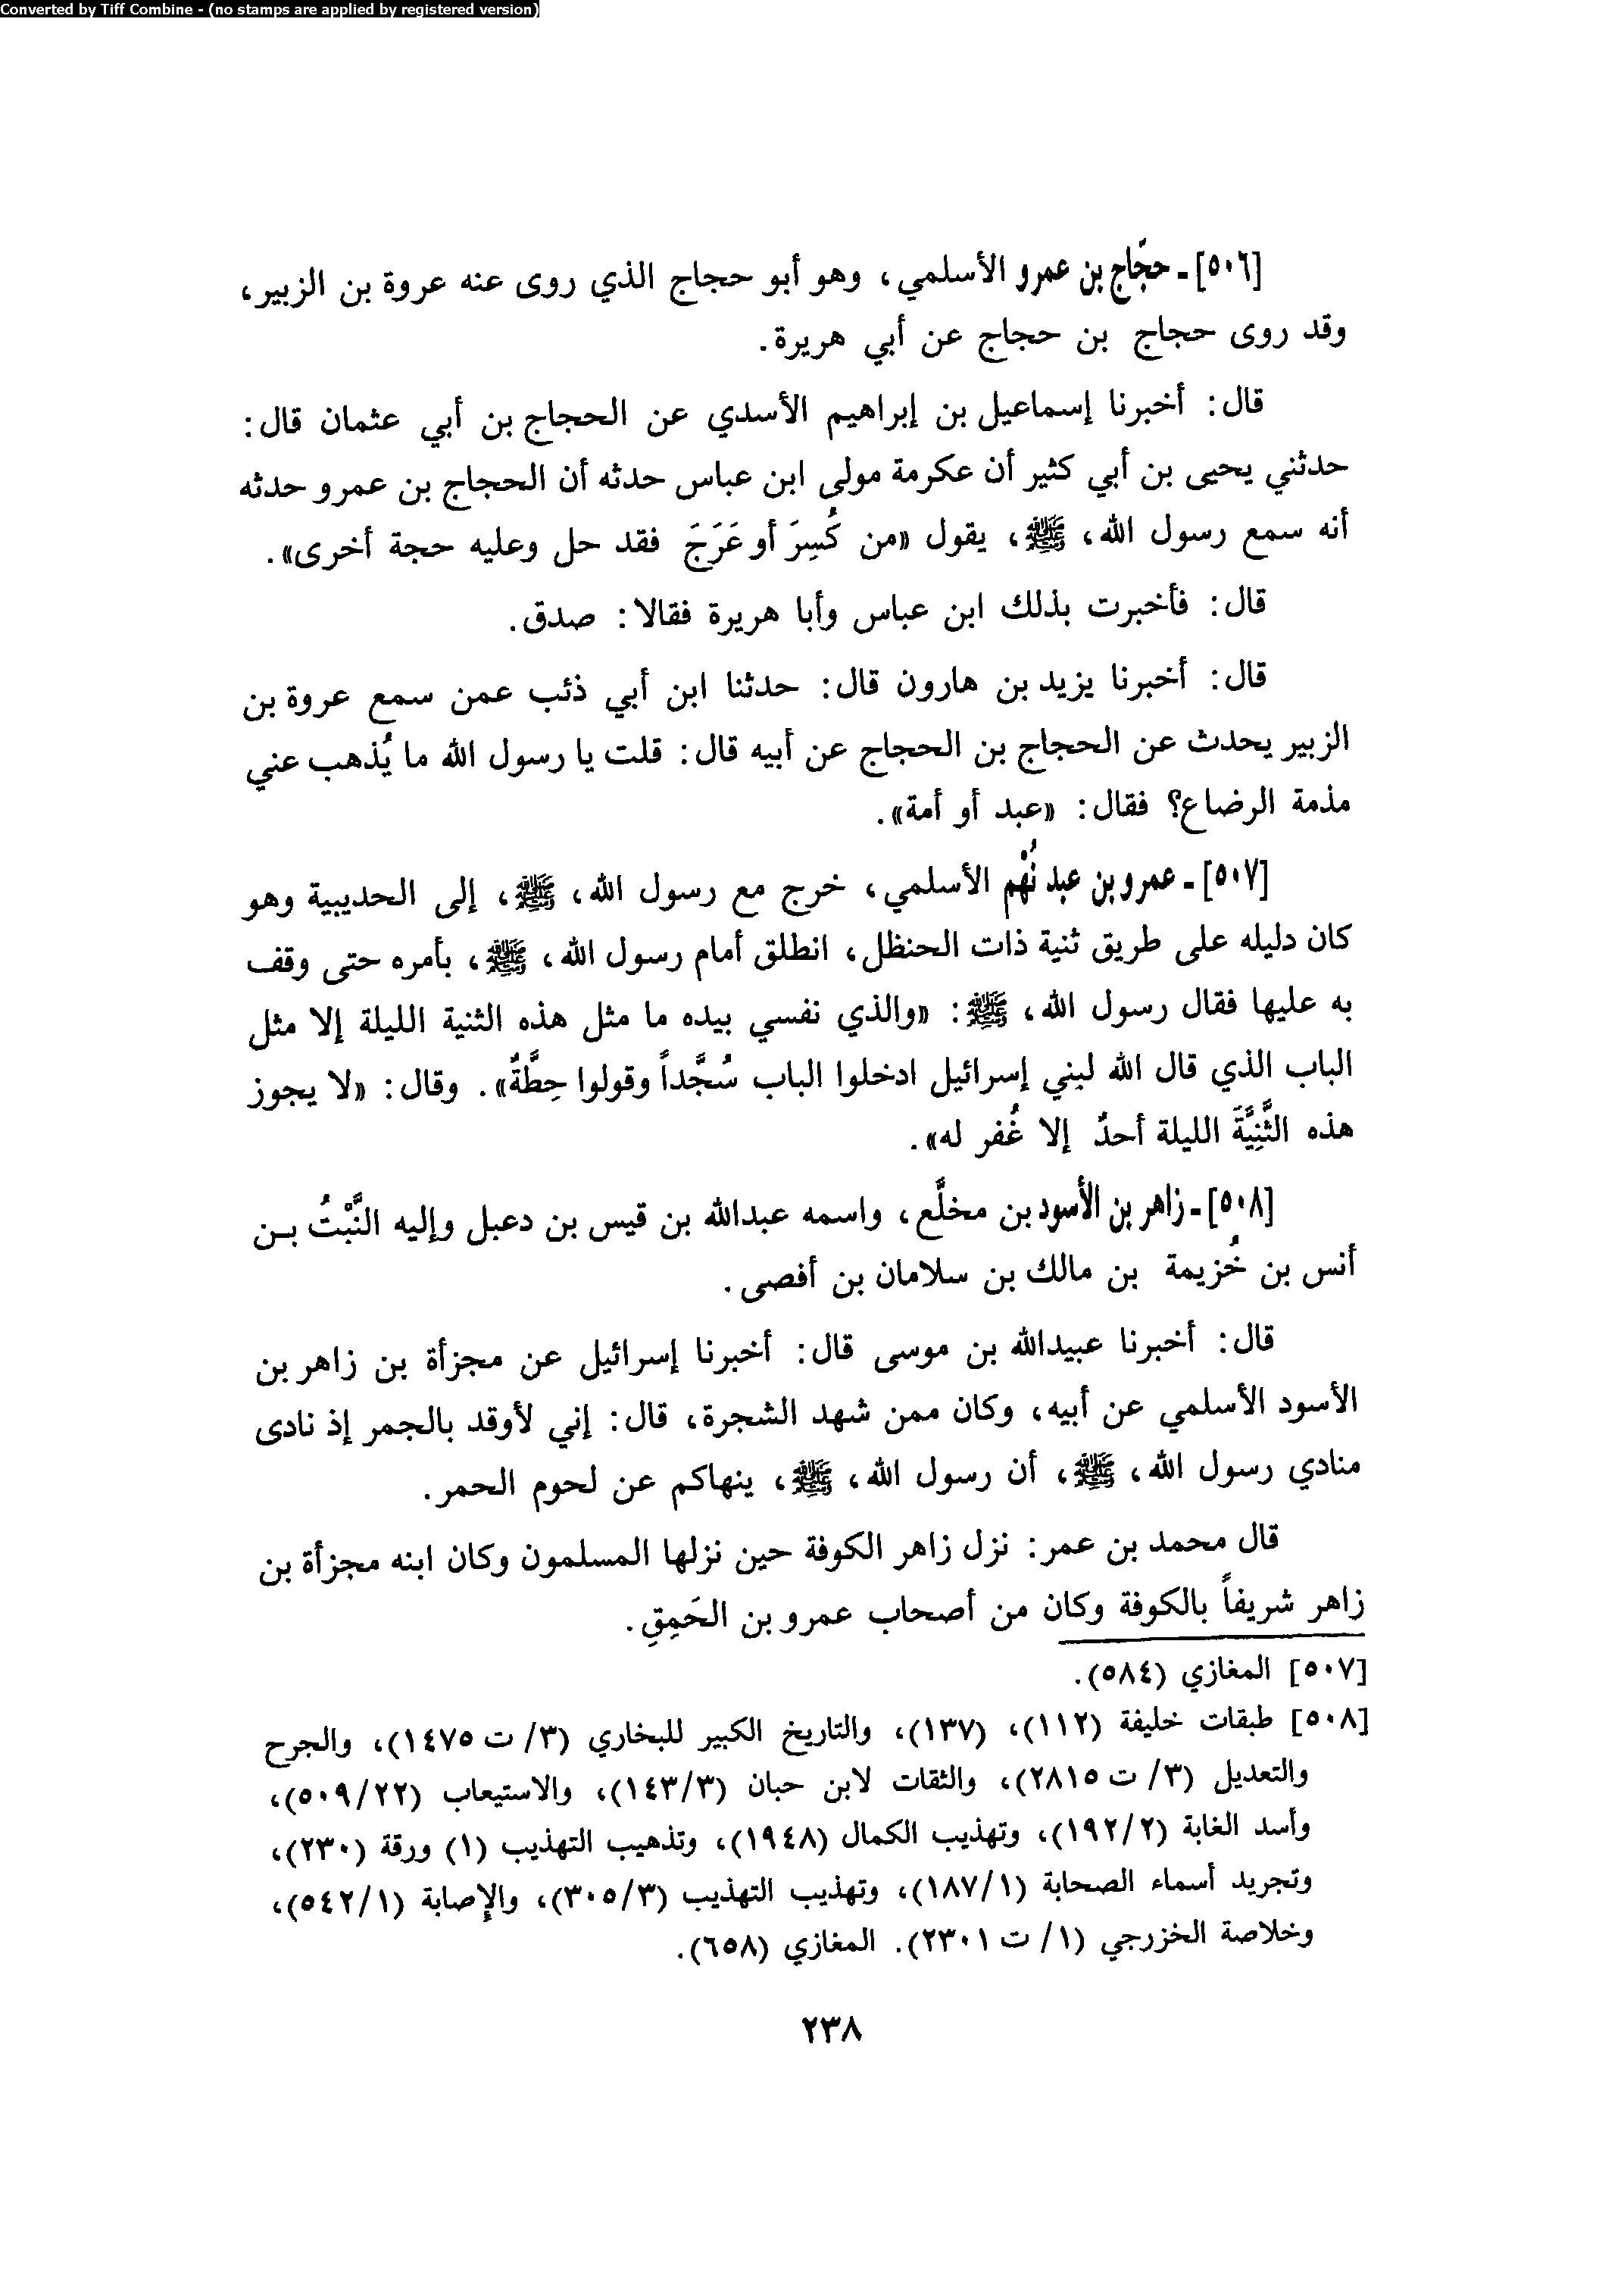 Converted by Tiff Combine - (no stamps are applied by registered version)
[٥٠٦] - حجَّاج بن عمرو الأسلمي، وهو أبو حجاج الذي روى عنه عروة بن الزبير،
وقد روى حجاج بن حجاج عن أبي هريرة.
قال: أخبرنا إسماعيل بن إبراهيم الأسدي عن الحجاج بن أبي عثمان قال:
حدثني يحيى بن أبي كثير أن عكرمة مولى ابن عباس حدثه أن الحجاج بن عمرو حدثه
أنه سمع رسول الله، ﷺ، يقول «من كُسِرَ أو عَرَجَ فقد حل وعليه حجة أخرى».
قال: فأخبرت بذلك ابن عباس وأبا هريرة فقالا: صدق.
قال: أخبرنا يزيد بن هارون قال: حدثنا ابن أبي ذئب عمن سمع عروة بن
الزبير يحدث عن الحجاج بن الحجاج عن أبيه قال: قلت يا رسول الله ما يُذهب عني
مذمة الرضاع؟ فقال: «عبد أو أمة».
[٥٠٧] - عمرو بن عبد نُهْم الأسلمي، خرج مع رسول الله، ﷺ، إلى الحديبية وهو
كان دليله على طريق ثنية ذات الحنظل، انطلق أمام رسول الله، ﷺ، بأمره حتى وقف
به عليها فقال رسول الله، ﷺ: «والذي نفسي بيده ما مثل هذه الثنية الليلة إلا مثل
الباب الذي قال الله لبني إسرائيل ادخلوا الباب سُجَّداً وقولوا حِطَّةٌ». وقال: «لا يجوز
هذه الثَّنِيَّةَ الليلة أحدٌ إلا غُفر له».
[٥٠٨] - زاهر بن الأسود بن مخلَّع، واسمه عبدالله بن قيس بن دعبل وإليه النَّبْتُ بـن
أنس بن خُزيمة بن مالك بن سلامان بن أفصى.
قال: أخبرنا عبيدالله بن موسى قال: أخبرنا إسرائيل عن مجزأة بن زاهر بن
الأسود الأسلمي عن أبيه، وكان ممن شهد الشجرة، قال: إني لأوقد بالجمر إذ نادى
منادي رسول الله، ﷺ، أن رسول الله، ﷺ، ينهاكم عن لحوم الحمر.
قال محمد بن عمر: نزل زاهر الكوفة حين نزلها المسلمون وكان ابنه مجزأة بن
زاهر شريفاً بالكوفة وكان من أصحاب عمرو بن الحَمِقِ.
[٥٠٧] المغازي (٥٨٤).
[٥٠٨] طبقات خليفة (١١٢)، (١٣٧)، والتاريخ الكبير للبخاري (٣/ ت ١٤٧٥)، والجرح
والتعديل (٣/ ت ٢٨١٥)، والثقات لابن حبان (١٤٣/٣)، والاستيعاب (٥٠٩/٢٢)،
وأسد الغابة (١٩٢/٢)، وتهذيب الكمال (١٩٤٨)، وتذهيب التهذيب (١) ورقة (٢٣٠)،
وتجريد أسماء الصحابة (١٨٧/١)، وتهذيب التهذيب (٣٠٥/٣)، والإصابة (٥٤٢/١)،
وخلاصة الخزرجي (١/ ت ٢٣٠١). المغازي (٦٥٨).
٢٣٨